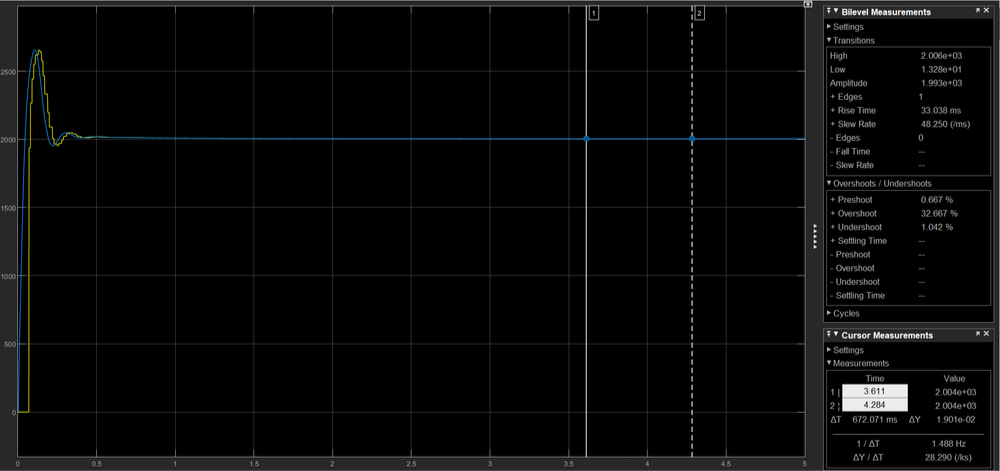 1
2
2500
2000
1500
1000
500
0
0
0.5
1
1.5
2
2.5
3
3.5
4
4.5
5
Bilevel Measurements
Settings
Transitions
High 2.006e+03
Low 1.328e+01
Amplitude 1.993e+03
+ Edges 1
+ Rise Time 33.038 ms
+ Slew Rate 48.250 (/ms)
- Edges 0
- Fall Time --
- Slew Rate --
Overshoots / Undershoots
+ Preshoot 0.667 %
+ Overshoot 32.667 %
+ Undershoot 1.042 %
+ Settling Time --
- Preshoot --
- Overshoot --
- Undershoot --
- Settling Time --
Cycles
Cursor Measurements
Settings
Measurements
Time Value
1 | 3.611 2.004e+03
2 ¦ 4.284 2.004e+03
ΔT 672.071 ms ΔY 1.901e-02
1 / ΔT 1.488 Hz
ΔY / ΔT 28.290 (/ks)